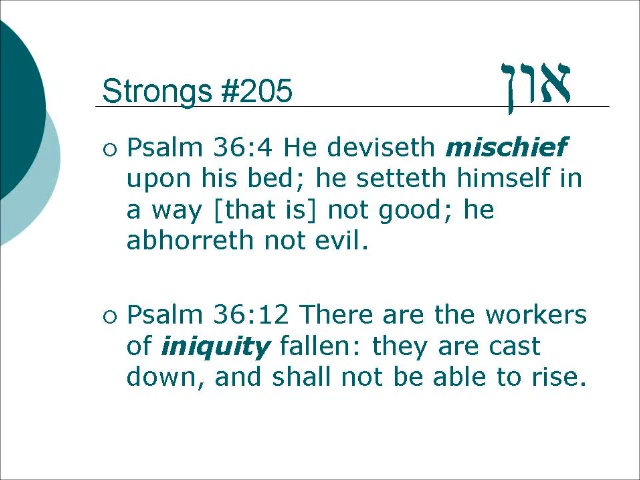 Strongs #205 און
Psalm 36:4 He deviseth mischief
upon his bed; he setteth himself in
a way [that is] not good; he
abhorreth not evil.
Psalm 36:12 There are the workers
of iniquity fallen: they are cast
down, and shall not be able to rise.